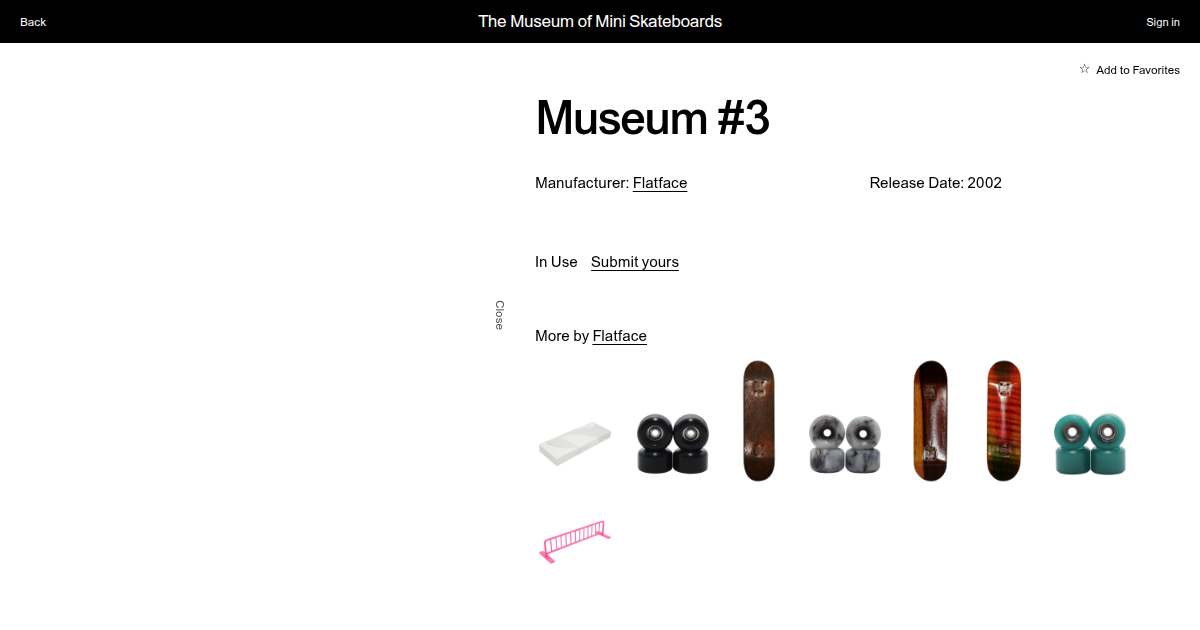 Back
The Museum of Mini Skateboards
Sign in
☆ Add to Favorites
Museum #3
Manufacturer: Flatface
Release Date: 2002
In Use Submit yours
Close
More by Flatface